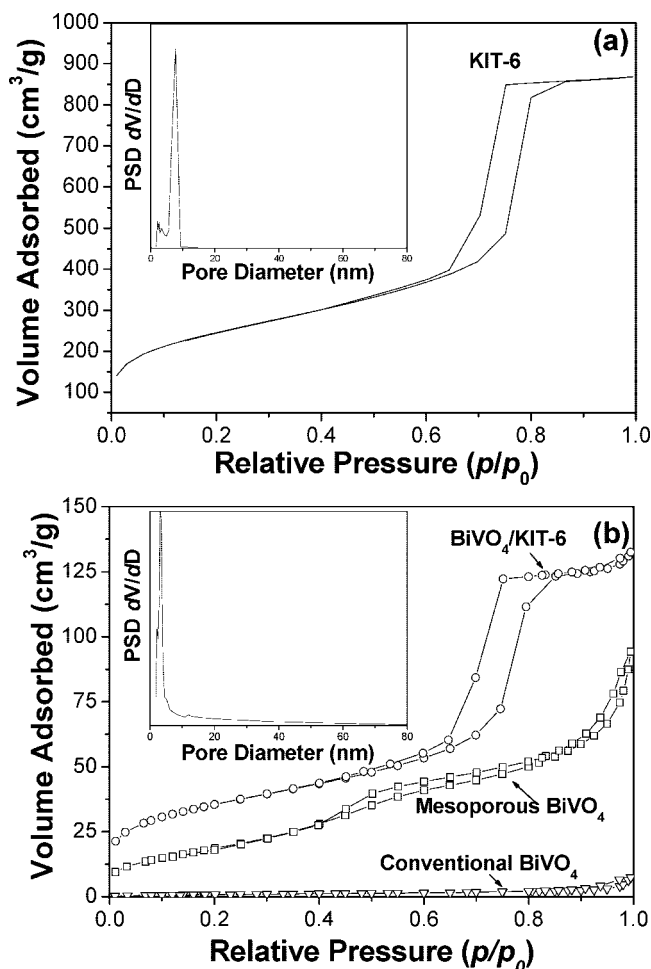 (a)
KIT-6
1000
900
800
700
600
500
400
300
200
100
Volume Adsorbed (cm³/g)
PSD dV/dD
0 20 40 60 80
Pore Diameter (nm)
0.0 0.2 0.4 0.6 0.8 1.0
Relative Pressure (p/p₀)
(b)
BiVO₄/KIT-6
150
125
100
75
50
25
0
Volume Adsorbed (cm³/g)
PSD dV/dD
0 20 40 60 80
Pore Diameter (nm)
Mesoporous BiVO₄
Conventional BiVO₄
0.0 0.2 0.4 0.6 0.8 1.0
Relative Pressure (p/p₀)